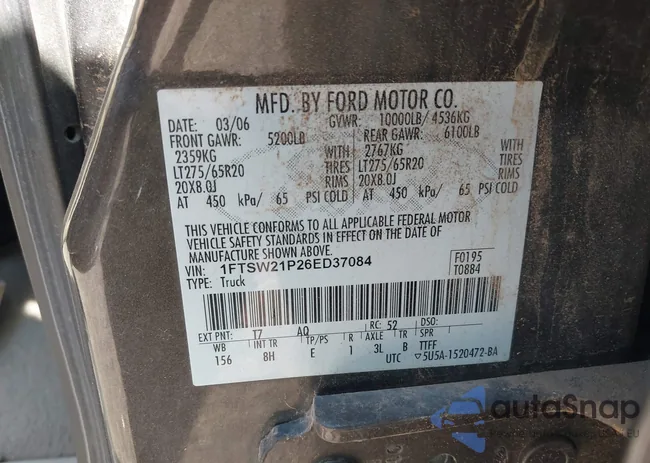 MFD. BY FORD MOTOR CO.
DATE: 03/06 GVWR: 10000LB/ 4536KG
FRONT GAWR: 5200LB REAR GAWR: 6100LB
2359KG WITH 2767KG WITH
LT275/65R20 TIRES LT275/65R20 TIRES
20X8.0J RIMS 20X8.0J RIMS
AT 450 kPa/ 65 PSI COLD AT 450 kPa/ 65 PSI COLD
THIS VEHICLE CONFORMS TO ALL APPLICABLE FEDERAL MOTOR
VEHICLE SAFETY STANDARDS IN EFFECT ON THE DATE OF
MANUFACTURE SHOWN ABOVE.
VIN: 1FTSW21P26ED37084 F0195
TYPE: Truck T0884
EXT PNT: T7 AQ RC: 52 DSO:
WB INT TR TP/PS R AXLE TR SPR
156 8H E 1 3L B TTFF
UTC ▽5U5A-1520472-BA
autoSnap